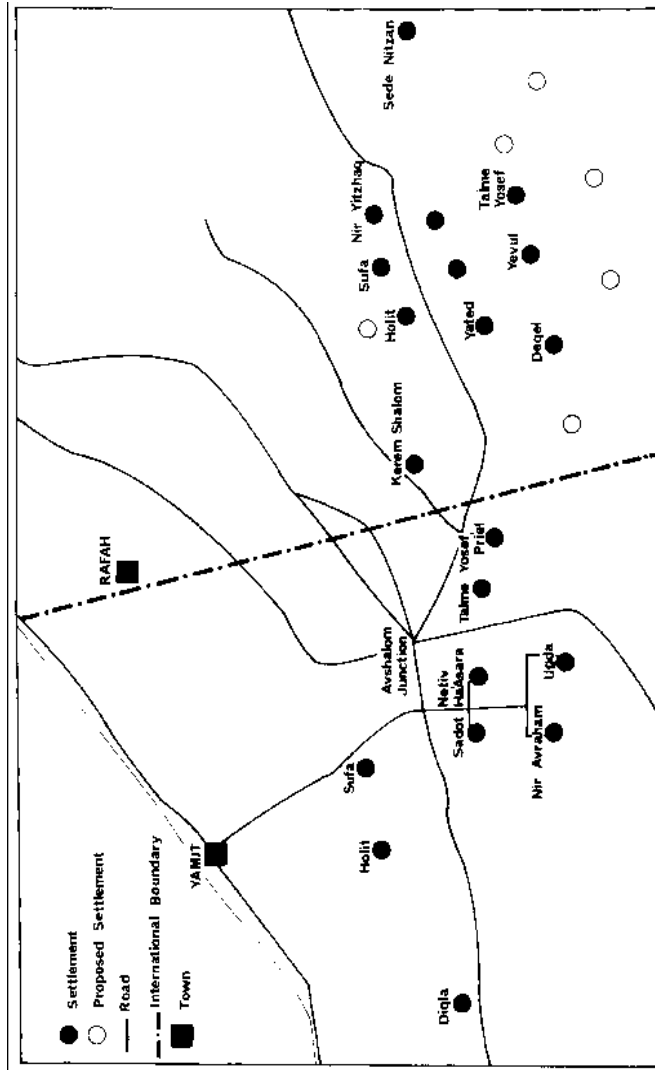 Settlement
Proposed Settlement
Road
International Boundary
Town
RAFAH
YAMIT
Nir Yitzhaq
Sufa
Sede Nitzan
Holit
Sufa
Holit
Kerem Shalom
Avshalom
Junction
Netiv
HaAsara
Sadot
Talme Yosef
Priel
Yated
Talme
Yosef
Yevul
Diqla
Deqel
Nir Avraham
Ugda